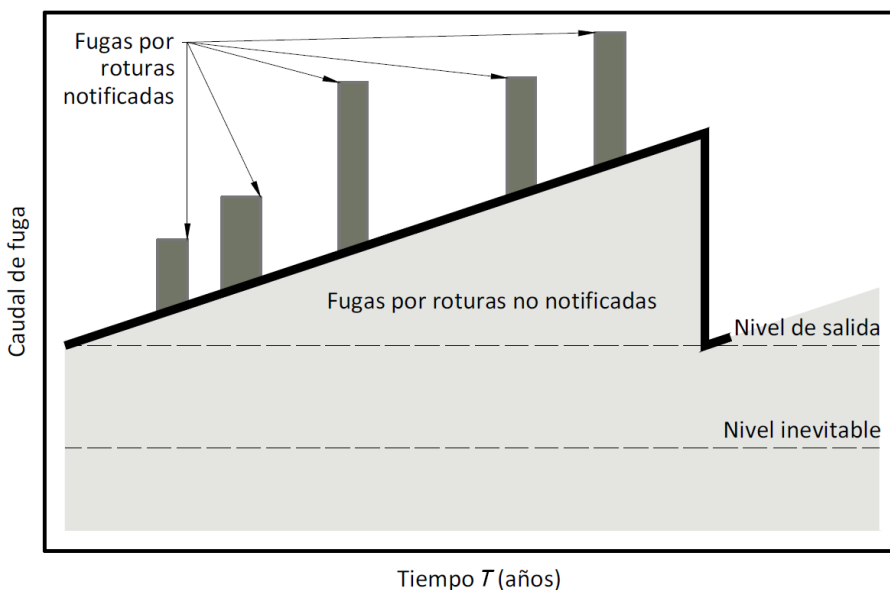 Fugas por
roturas
notificadas
Caudal de fuga
Fugas por roturas no notificadas
Nivel de salida
Nivel inevitable
Tiempo T (años)